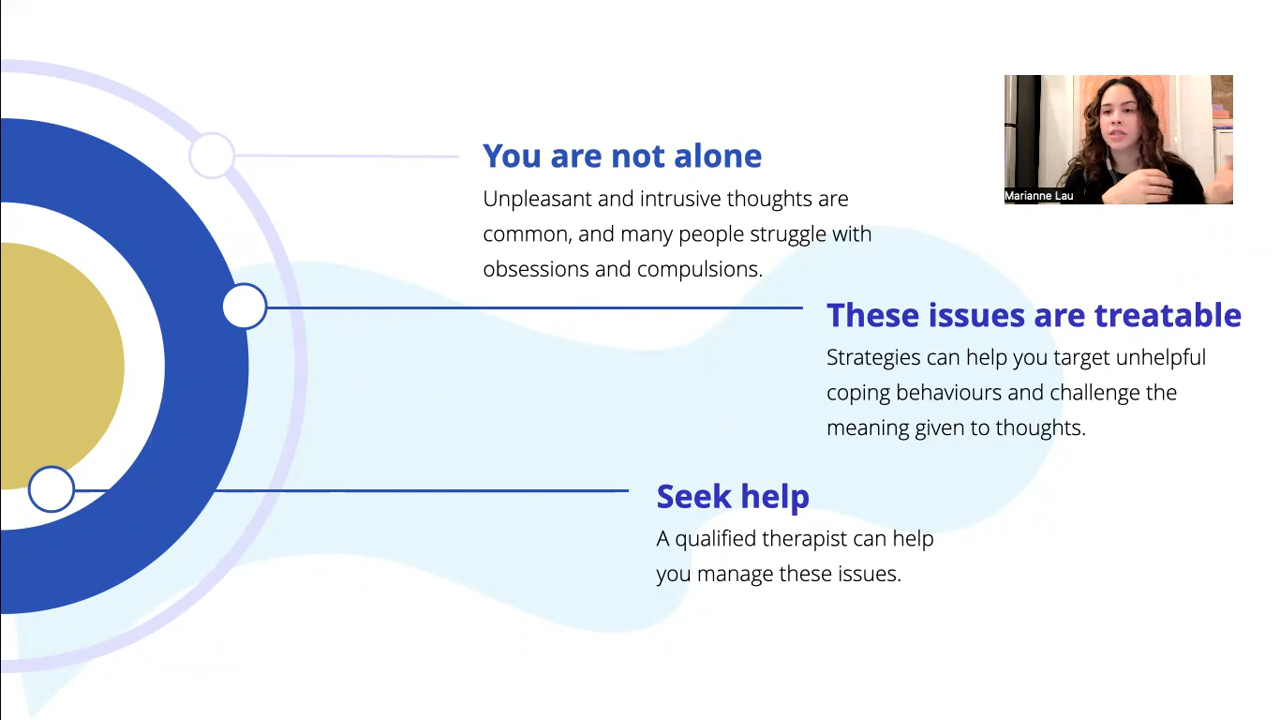 You are not alone
Unpleasant and intrusive thoughts are
common, and many people struggle with
obsessions and compulsions.
Marianne Lau
These issues are treatable
Strategies can help you target unhelpful
coping behaviours and challenge the
meaning given to thoughts.
Seek help
A qualified therapist can help
you manage these issues.